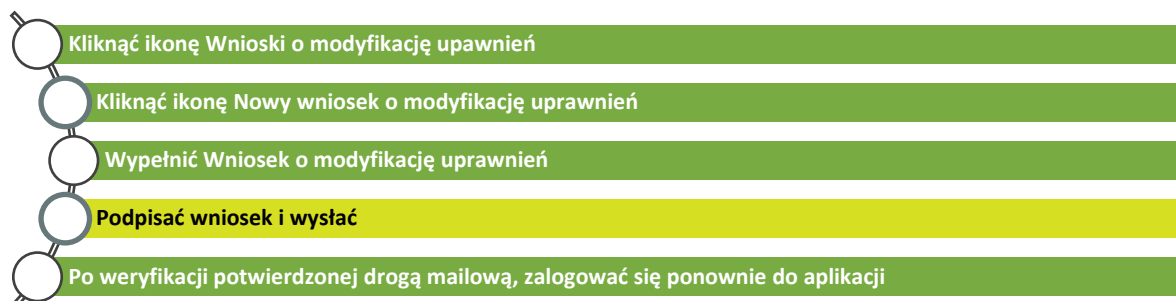 Kliknąć ikonę Wnioski o modyfikację upawnień
Kliknąć ikonę Nowy wniosek o modyfikację uprawnień
Wypełnić Wniosek o modyfikację uprawnień
Podpisać wniosek i wysłać
Po weryfikacji potwierdzonej drogą mailową, zalogować się ponownie do aplikacji